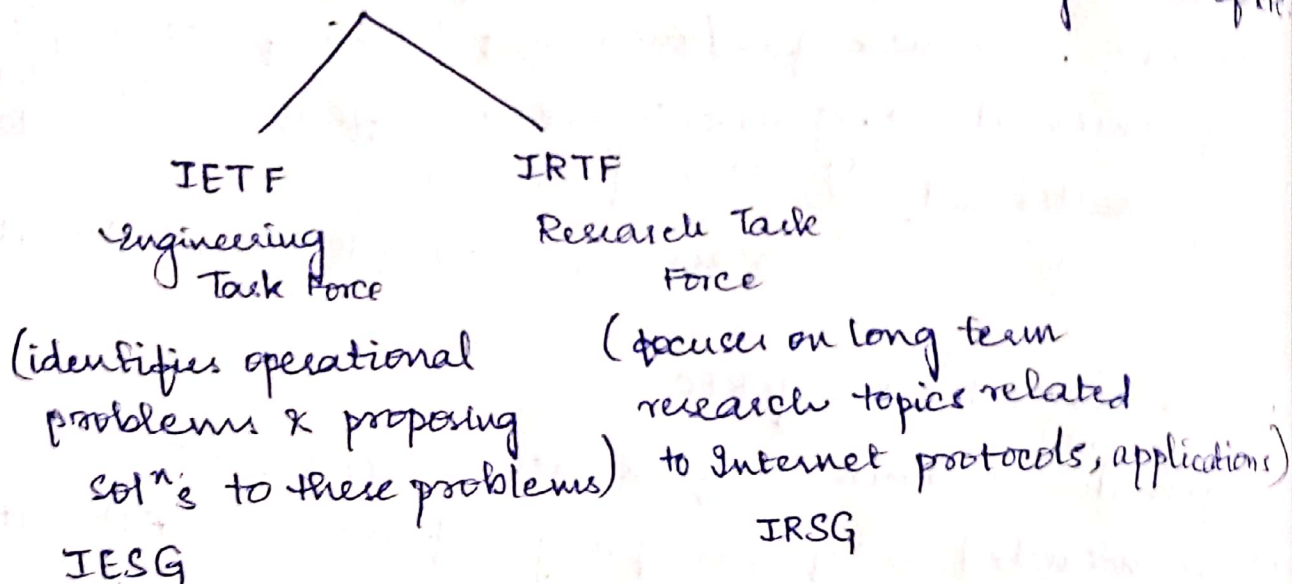 IETF
Engineering
Task Force
(identifies operational
problems & proposing
solⁿ's to these problems)
IESG
IRTF
Research Task
Force
(focuses on long term
research topics related
to Internet protocols, applications)
IRSG